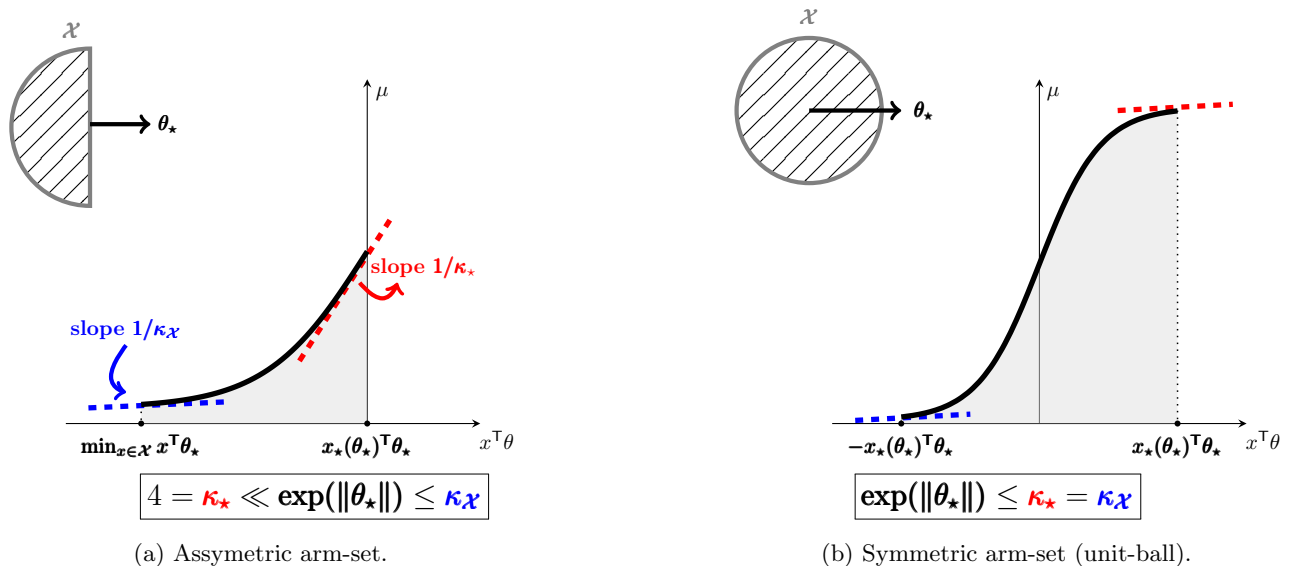 𝒳
θ⋆
μ
slope 1/κ⋆
slope 1/κ𝒳
min_{x∈𝒳} x⊤θ⋆
x⋆(θ⋆)⊤θ⋆
x⊤θ
4 = κ⋆ ≪ exp(‖θ⋆‖) ≤ κ𝒳
(a) Assymetric arm-set.
𝒳
θ⋆
μ
−x⋆(θ⋆)⊤θ⋆
x⋆(θ⋆)⊤θ⋆
x⊤θ
exp(‖θ⋆‖) ≤ κ⋆ = κ𝒳
(b) Symmetric arm-set (unit-ball).